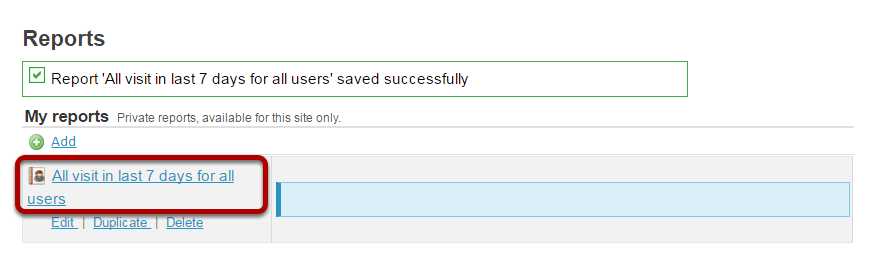 Reports
Report 'All visit in last 7 days for all users' saved successfully
My reports Private reports, available for this site only.
Add
All visit in last 7 days for all
users
Edit | Duplicate | Delete